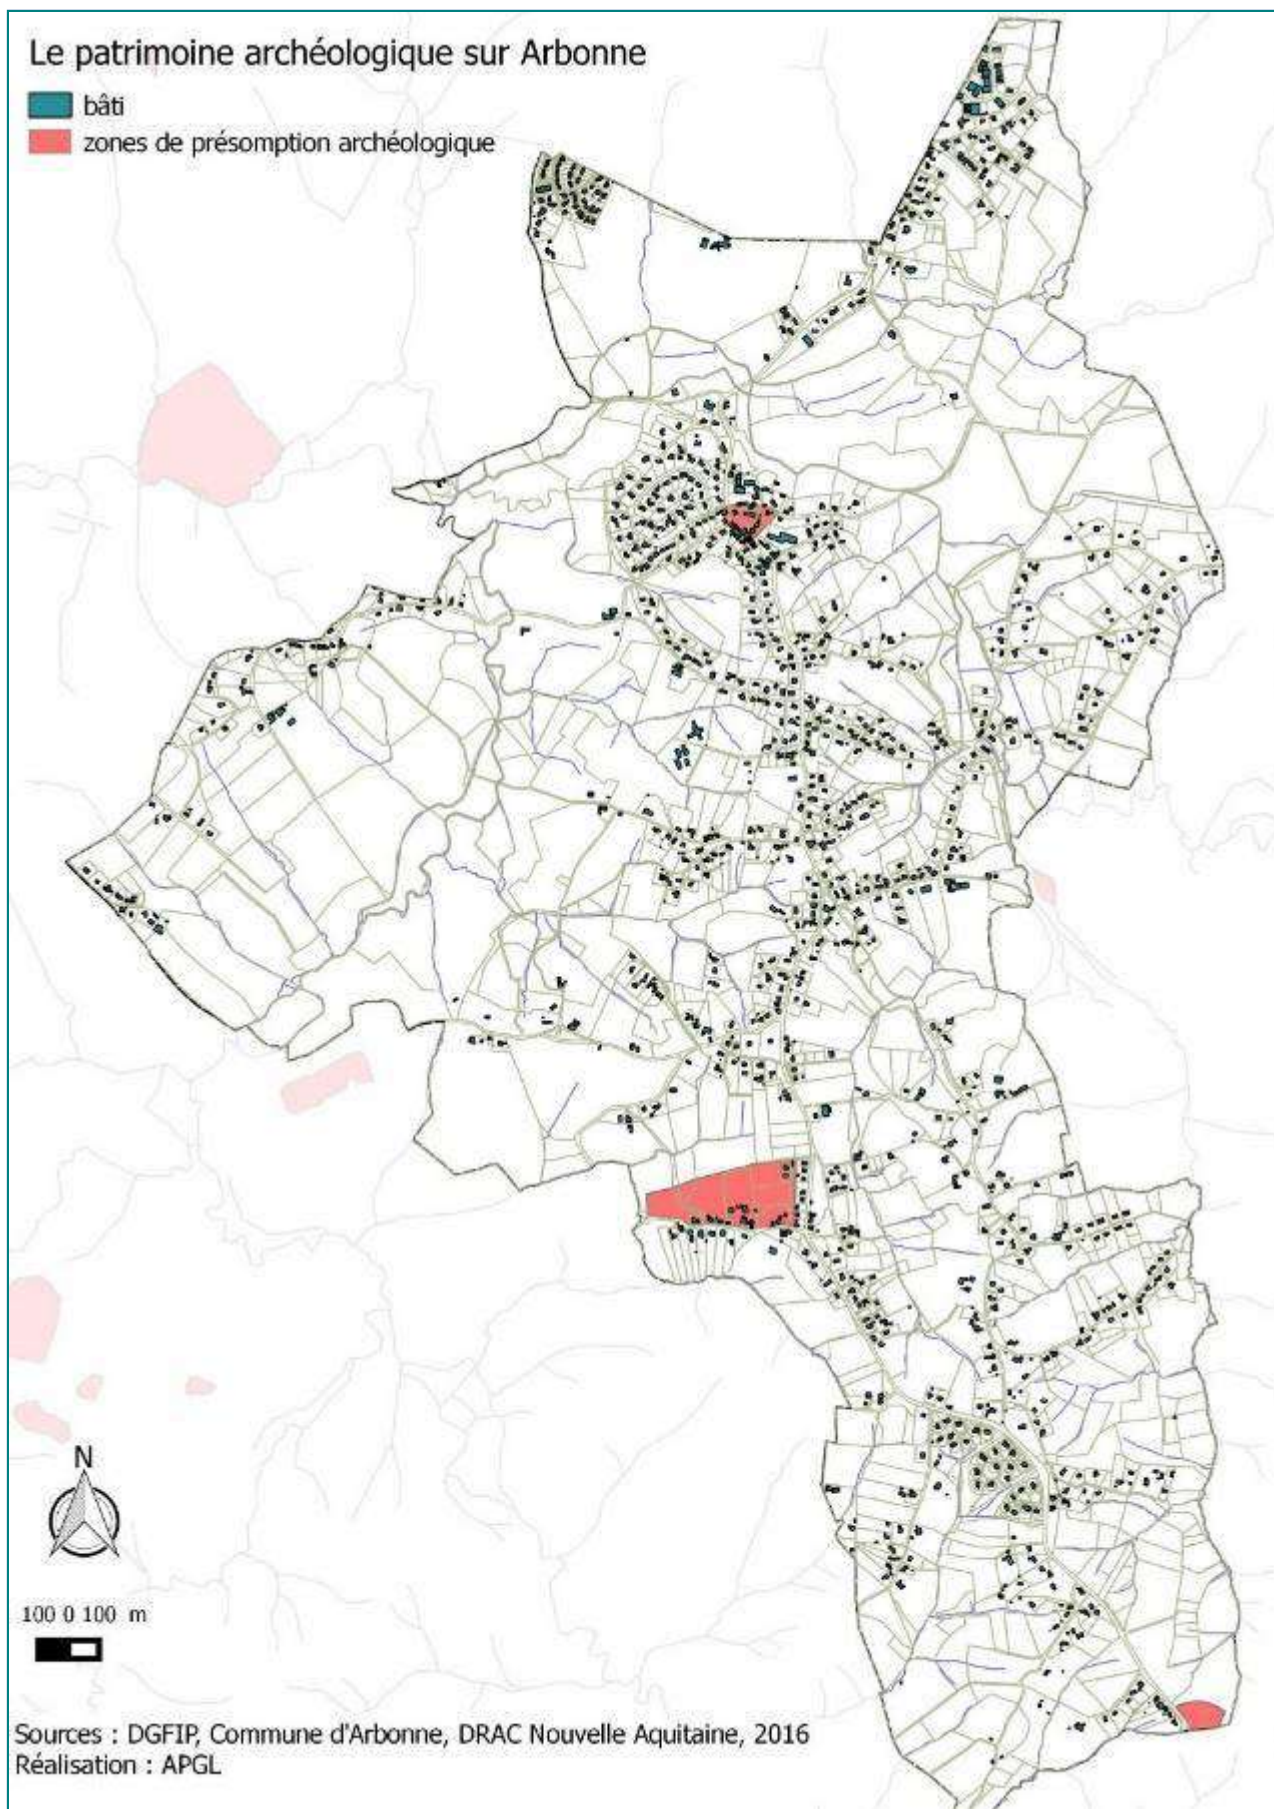 Le patrimoine archéologique sur Arbonne
bâti
zones de présomption archéologique
N
100 0 100 m
Sources : DGFIP, Commune d'Arbonne, DRAC Nouvelle Aquitaine, 2016
Réalisation : APGL